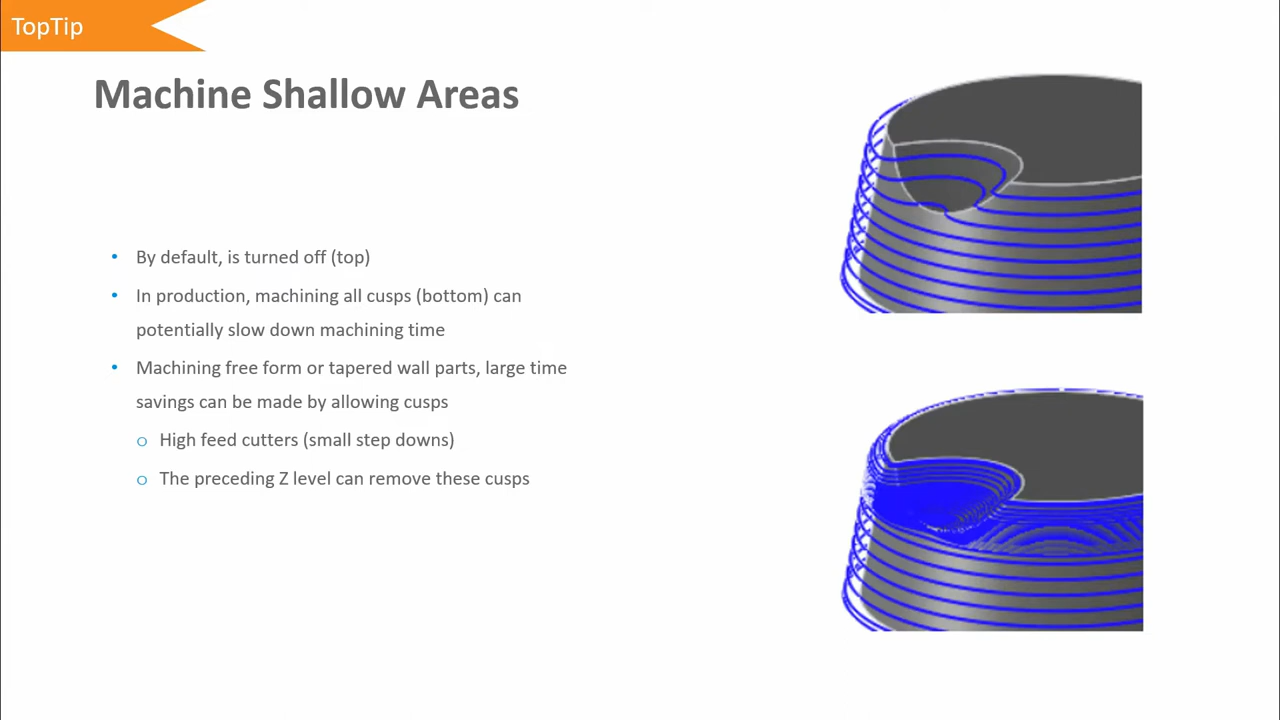 TopTip
Machine Shallow Areas
• By default, is turned off (top)
• In production, machining all cusps (bottom) can
potentially slow down machining time
• Machining free form or tapered wall parts, large time
savings can be made by allowing cusps
o High feed cutters (small step downs)
o The preceding Z level can remove these cusps